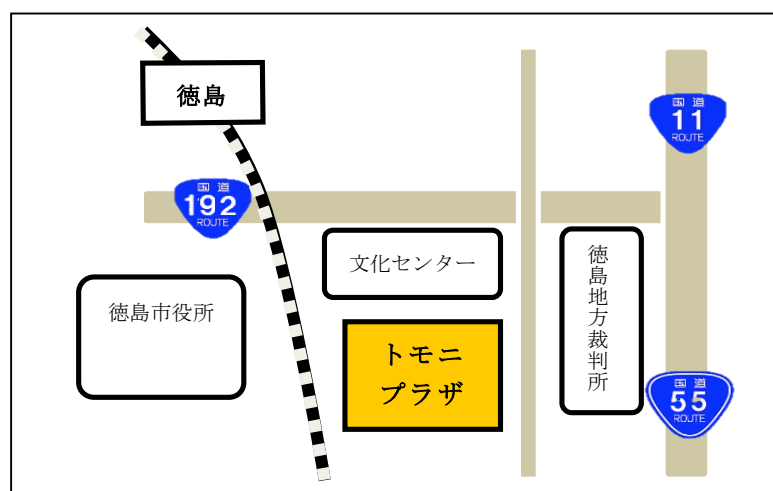 徳島
国道
11
ROUTE
国道
192
ROUTE
文化センター
徳島地方裁判所
徳島市役所
トモニ
プラザ
国道
55
ROUTE